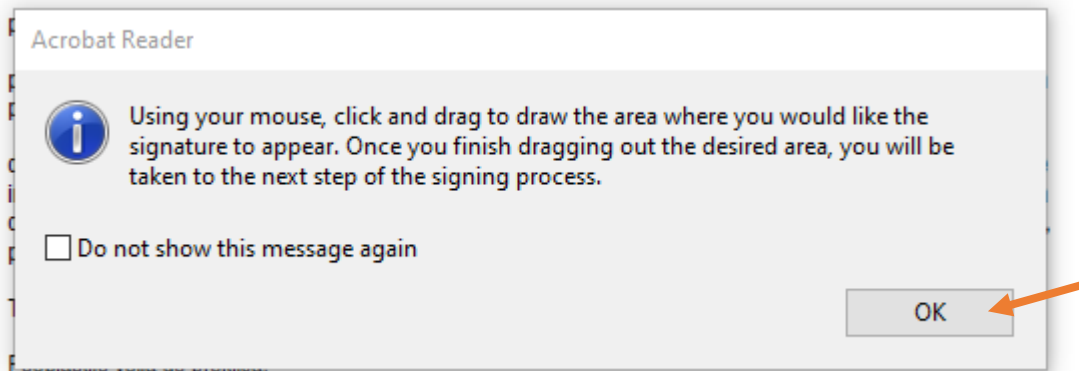 Acrobat Reader
Using your mouse, click and drag to draw the area where you would like the
signature to appear. Once you finish dragging out the desired area, you will be
taken to the next step of the signing process.
Do not show this message again
OK